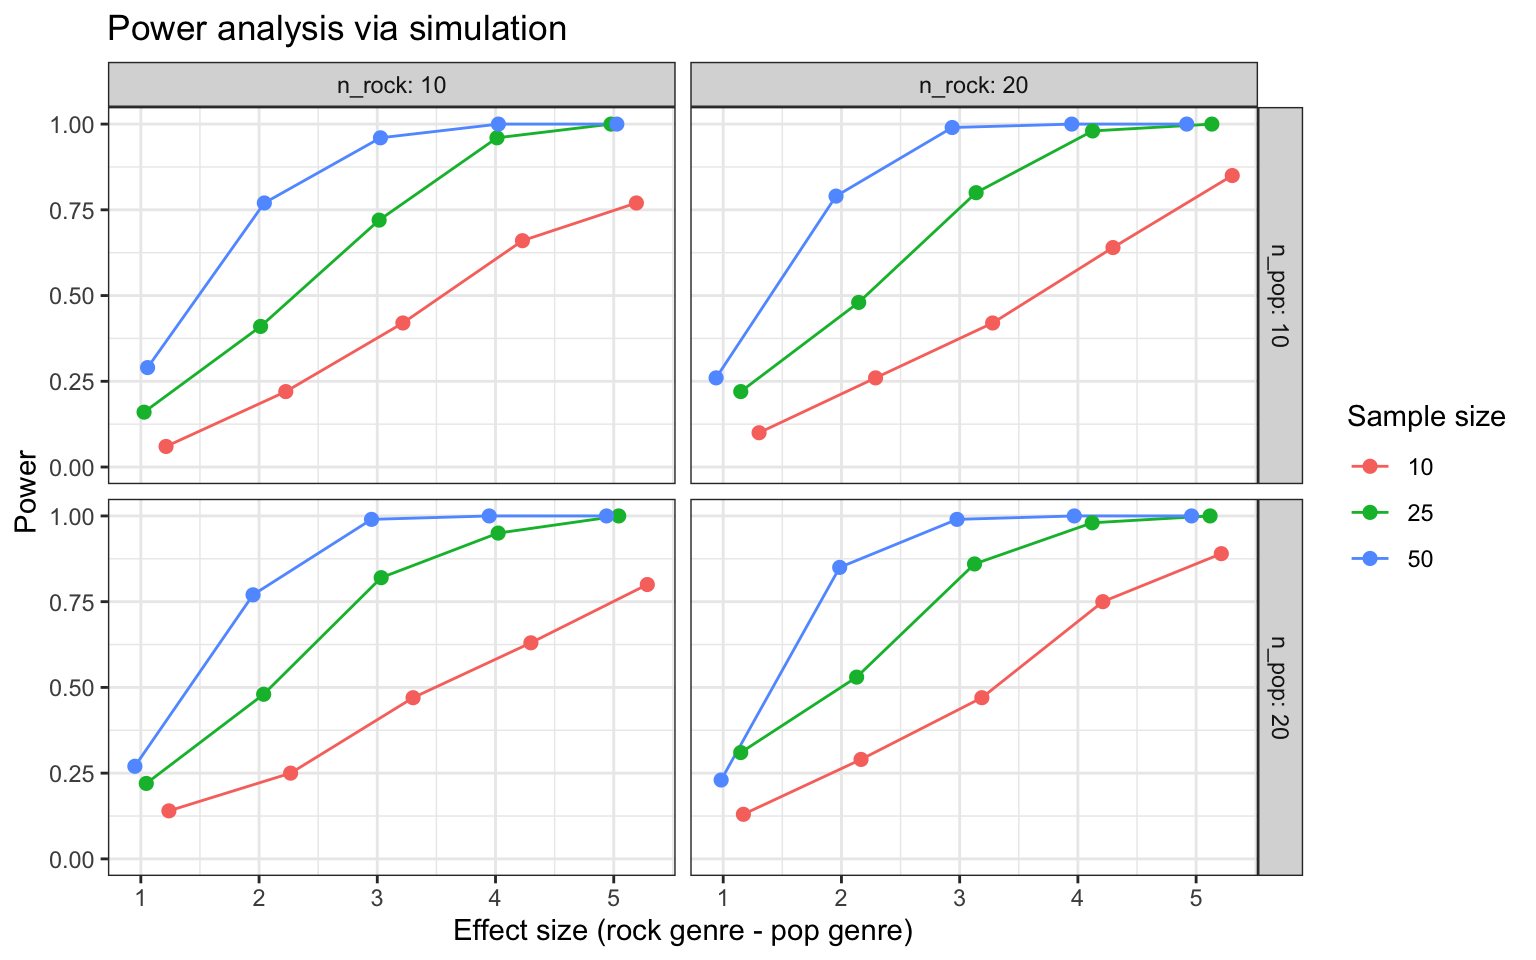 Power analysis via simulation
n_rock: 10
n_rock: 20
1.00
0.75
0.50
0.25
0.00
n_pop: 10
1.00
0.75
0.50
0.25
0.00
n_pop: 20
Power
1 2 3 4 5
1 2 3 4 5
Effect size (rock genre - pop genre)
Sample size
10
25
50